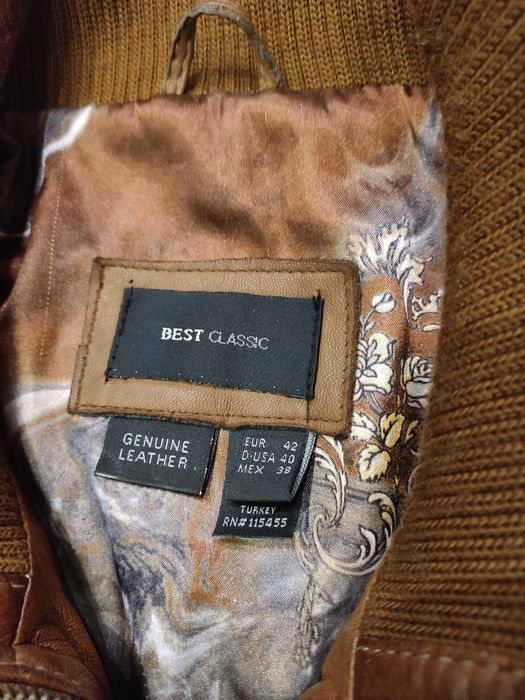 BEST CLASSIC
GENUINE
LEATHER
EUR 42
D-USA 40
MEX 38
TURKEY
RN# 115455